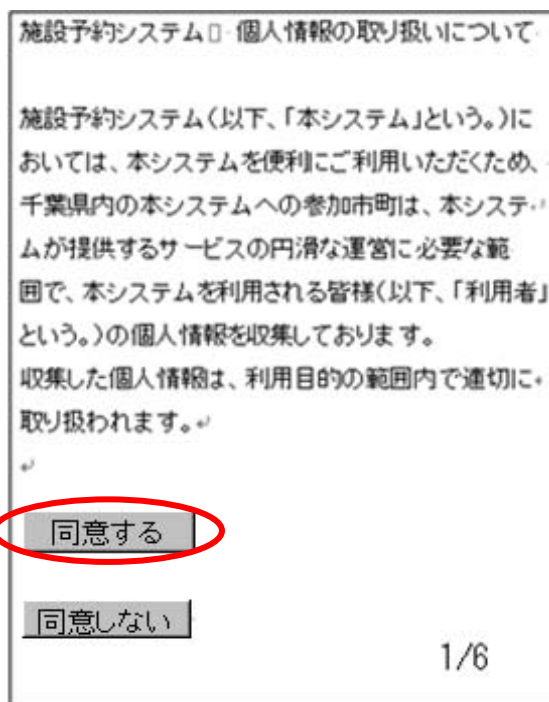 施設予約システム 個人情報の取り扱いについて
施設予約システム（以下、「本システム」という。）に
おいては、本システムを便利にご利用いただくため、
千葉県内の本システムへの参加市町は、本システ
ムが提供するサービスの円滑な運営に必要な範
囲で、本システムを利用される皆様（以下、「利用者」
という。）の個人情報を収集しております。
収集した個人情報は、利用目的の範囲内で適切に
取り扱われます。
同意する
同意しない
1/6